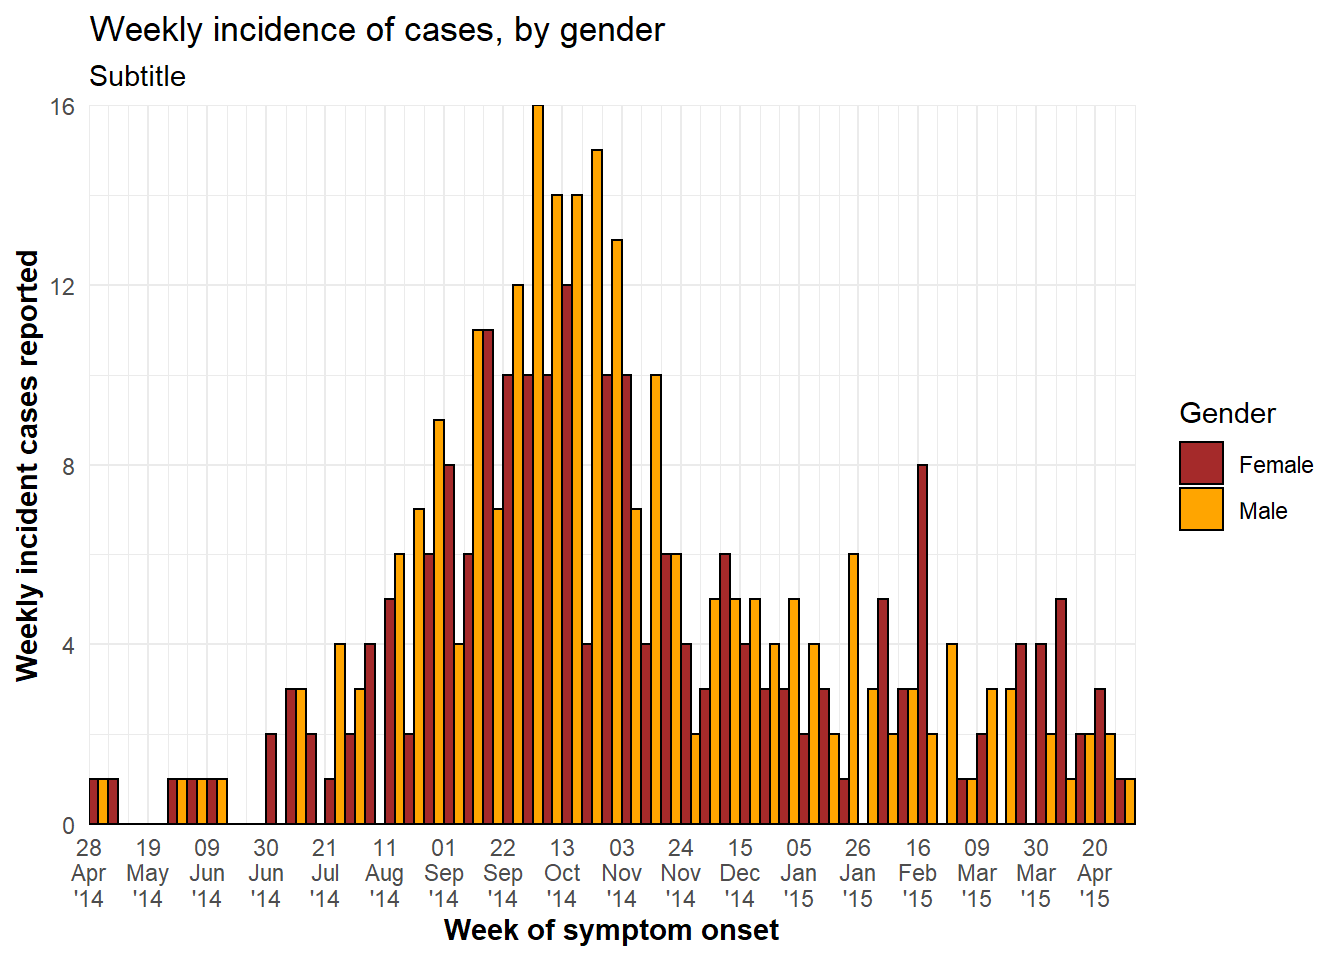 Weekly incidence of cases, by gender
Subtitle
Weekly incident cases reported
16
12
8
4
0
28 19 09 30 21 11 01 22 13 03 24 15 05 26 16 09 30 20
Apr May Jun Jun Jul Aug Sep Sep Oct Nov Nov Dec Jan Jan Feb Mar Mar Apr
'14 '14 '14 '14 '14 '14 '14 '14 '14 '14 '14 '14 '15 '15 '15 '15 '15 '15
Week of symptom onset
Gender
Female
Male